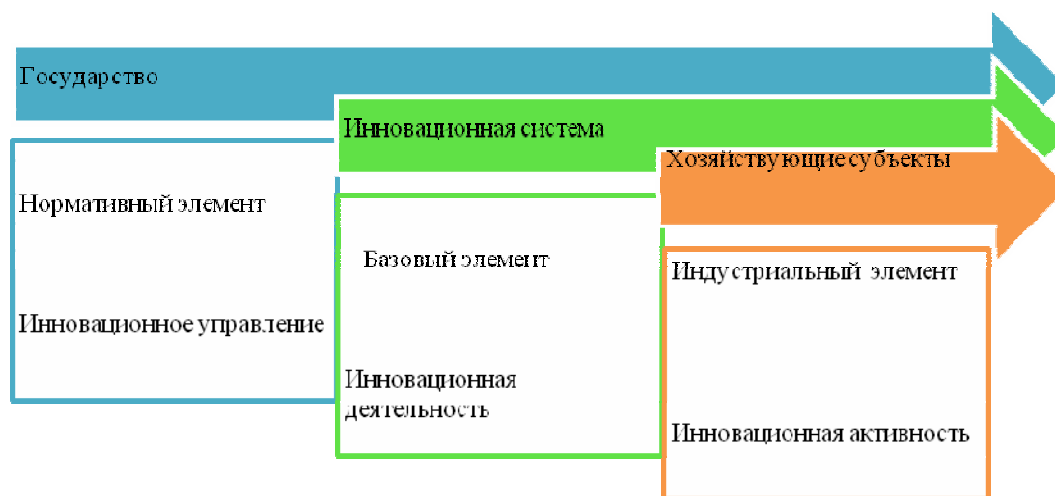 Государство
Инновационная система
Хозяйствующие субъекты
Нормативный элемент
Инновационное управление
Базовый элемент
Инновационная
деятельность
Индустриальный элемент
Инновационная активность